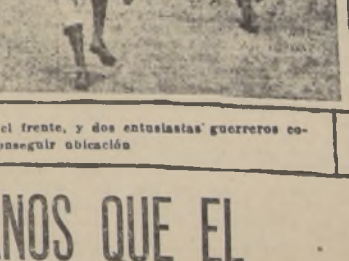 el frente, y dos entusiastas guerreros co-
onseguir ubicación
NOS QUE EL